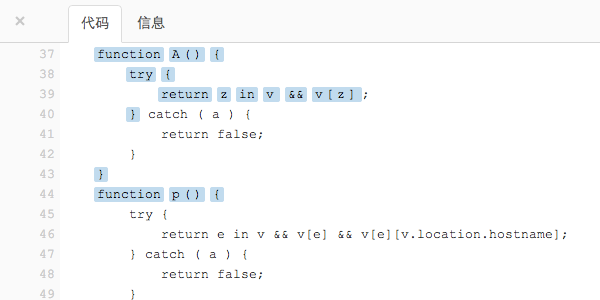 × 代码 信息
37 function A() {
38 try {
39 return z in v && v[z] ;
40 } catch ( a ) {
41 return false;
42 }
43 }
44 function p() {
45 try {
46 return e in v && v[e] && v[e][v.location.hostname];
47 } catch ( a ) {
48 return false;
49 }